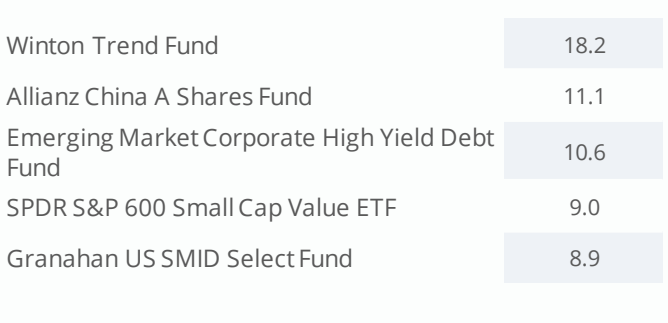 Winton Trend Fund 18.2
Allianz China A Shares Fund 11.1
Emerging Market Corporate High Yield Debt
Fund 10.6
SPDR S&P 600 Small Cap Value ETF 9.0
Granahan US SMID Select Fund 8.9